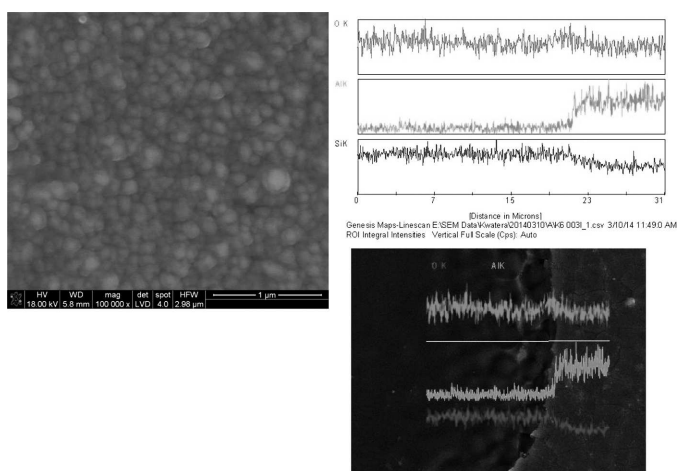 HV WD mag det spot HFW 1 µm
18.00 kV 5.8 mm 100 000 x LVD 4.0 2.98 µm
O K
AlK
SiK
0 7 15 23 31
[Distance in Microns]
Genesis Maps-Linescan E:\SEM Data\Kwatera\20140310\A\K6 003l_1.csv 3/10/14 11:49:0 AM
ROI Integral Intensities Vertical Full Scale (Cps): Auto
O K AlK